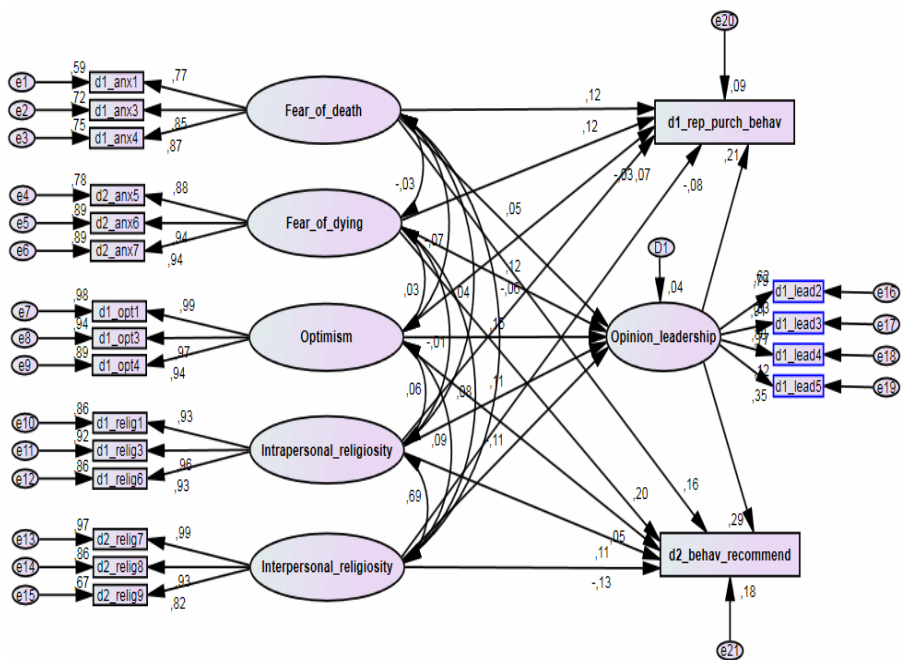 e20
e1
,59
d1_anx1
,77
e2
,72
d1_anx3
,85
e3
,75
d1_anx4
,87
Fear_of_death
,12
,09
d1_rep_purch_behav
,12
,21
-,03
-,03
,07
-,08
,05
e4
,78
d2_anx5
,88
e5
,89
d2_anx6
,94
e6
,89
d2_anx7
,94
Fear_of_dying
-,07
,12
D1
,03
,04
-,06
,04
e7
,98
d1_opt1
,99
e8
,94
d1_opt3
,97
e9
,89
d1_opt4
,94
Optimism
-,01
Opinion_leadership
d1_lead2
e16
d1_lead3
e17
d1_lead4
e18
,12
d1_lead5
e19
,35
,06
,08
,11
e10
,86
d1_relig1
,93
e11
,92
d1_relig3
,96
e12
,86
d1_relig6
,93
Intrapersonal_religiosity
,09
-,11
,69
,20
,16
,05
,29
e13
,97
d2_relig7
,99
e14
,86
d2_relig8
,93
e15
,67
d2_relig9
,82
Interpersonal_religiosity
,11
-,13
d2_behav_recommend
,18
e21